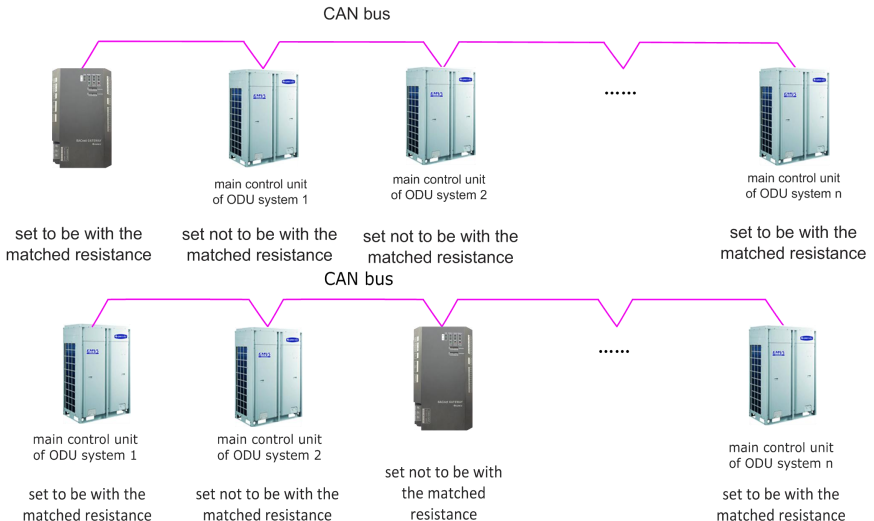 CAN bus
main control unit
of ODU system 1
main control unit
of ODU system 2
......
main control unit
of ODU system n
set to be with the
matched resistance
set not to be with the
matched resistance
set not to be with the
matched resistance
set to be with the
matched resistance
CAN bus
......
main control unit
of ODU system 1
main control unit
of ODU system 2
main control unit
of ODU system n
set to be with the
matched resistance
set not to be with the
matched resistance
set not to be with
the matched
resistance
set to be with the
matched resistance